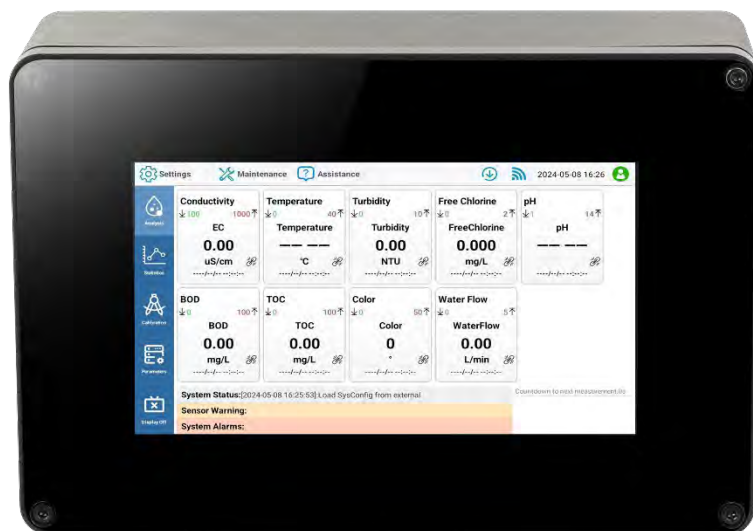 Settings Maintenance Assistance 2024-05-08 16:26
Analysis
Statistics
Calibration
Parameters
Display Off
Conductivity Temperature Turbidity Free Chlorine pH
100 1000 0 40 0 10 0 2 1 14
EC Temperature Turbidity FreeChlorine pH
0.00 -- -- 0.00 0.000 -- --
uS/cm °C NTU mg/L
----/--/-- --:--:-- ----/--/-- --:--:-- ----/--/-- --:--:-- ----/--/-- --:--:-- ----/--/-- --:--:--
BOD TOC Color Water Flow
0 100 0 100 0 50 0 5
BOD TOC Color WaterFlow
0.00 0.00 0 0.00
mg/L mg/L ° L/min
----/--/-- --:--:-- ----/--/-- --:--:-- ----/--/-- --:--:-- ----/--/-- --:--:--
System Status:[2024-05-08 16:25:53]:Load SysConfig from external
Countdown to next measurement:
Sensor Warning:
System Alarms: